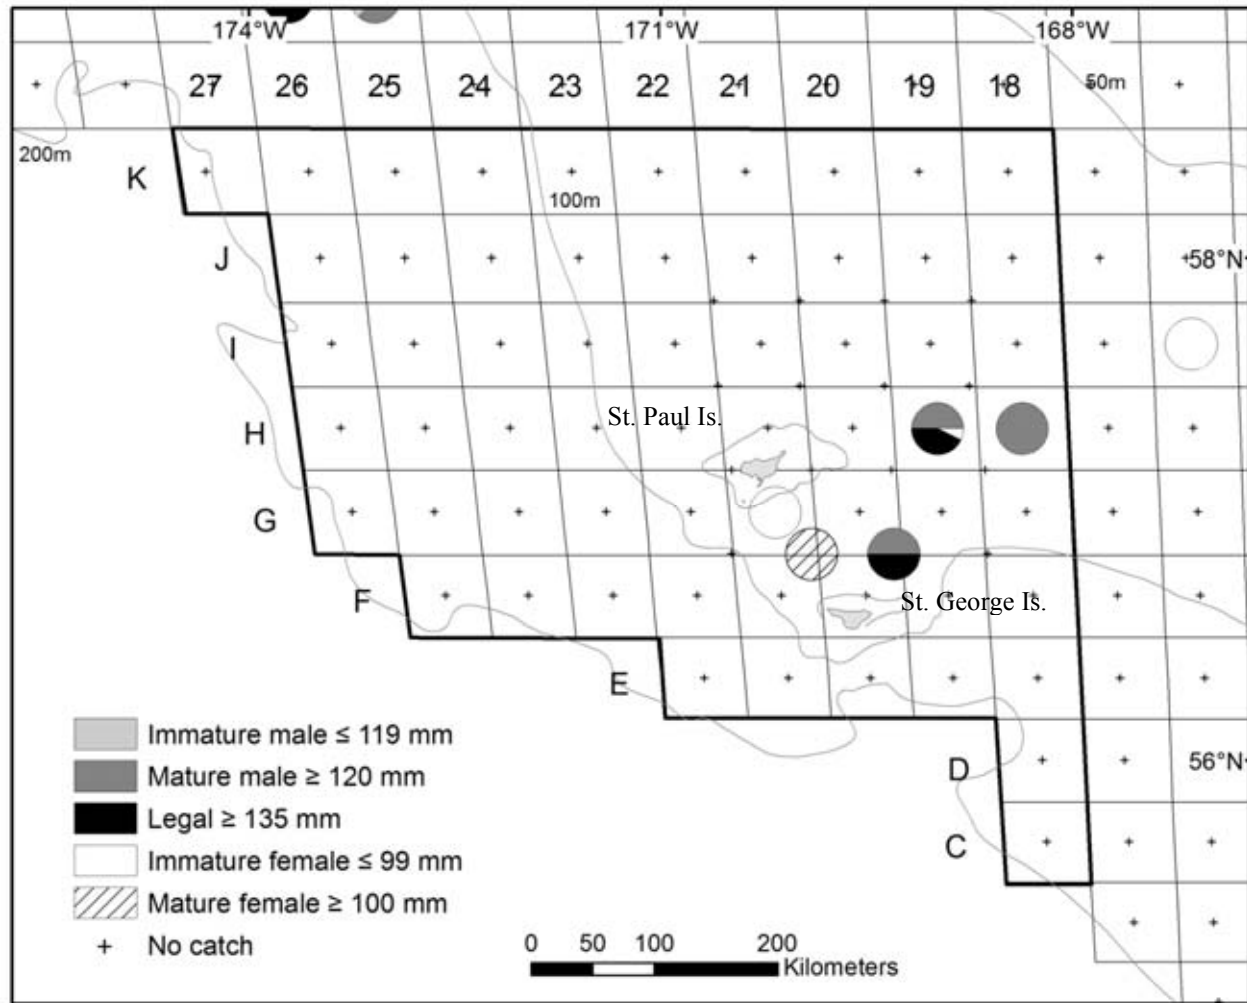 174°W 171°W 168°W
27 26 25 24 23 22 21 20 19 18 50m
200m
K
100m
J 58°N
I
St. Paul Is.
H
G
F St. George Is.
E
Immature male ≤ 119 mm
D 56°N
Mature male ≥ 120 mm
Legal ≥ 135 mm
C
Immature female ≤ 99 mm
Mature female ≥ 100 mm
No catch
0 50 100 200
Kilometers